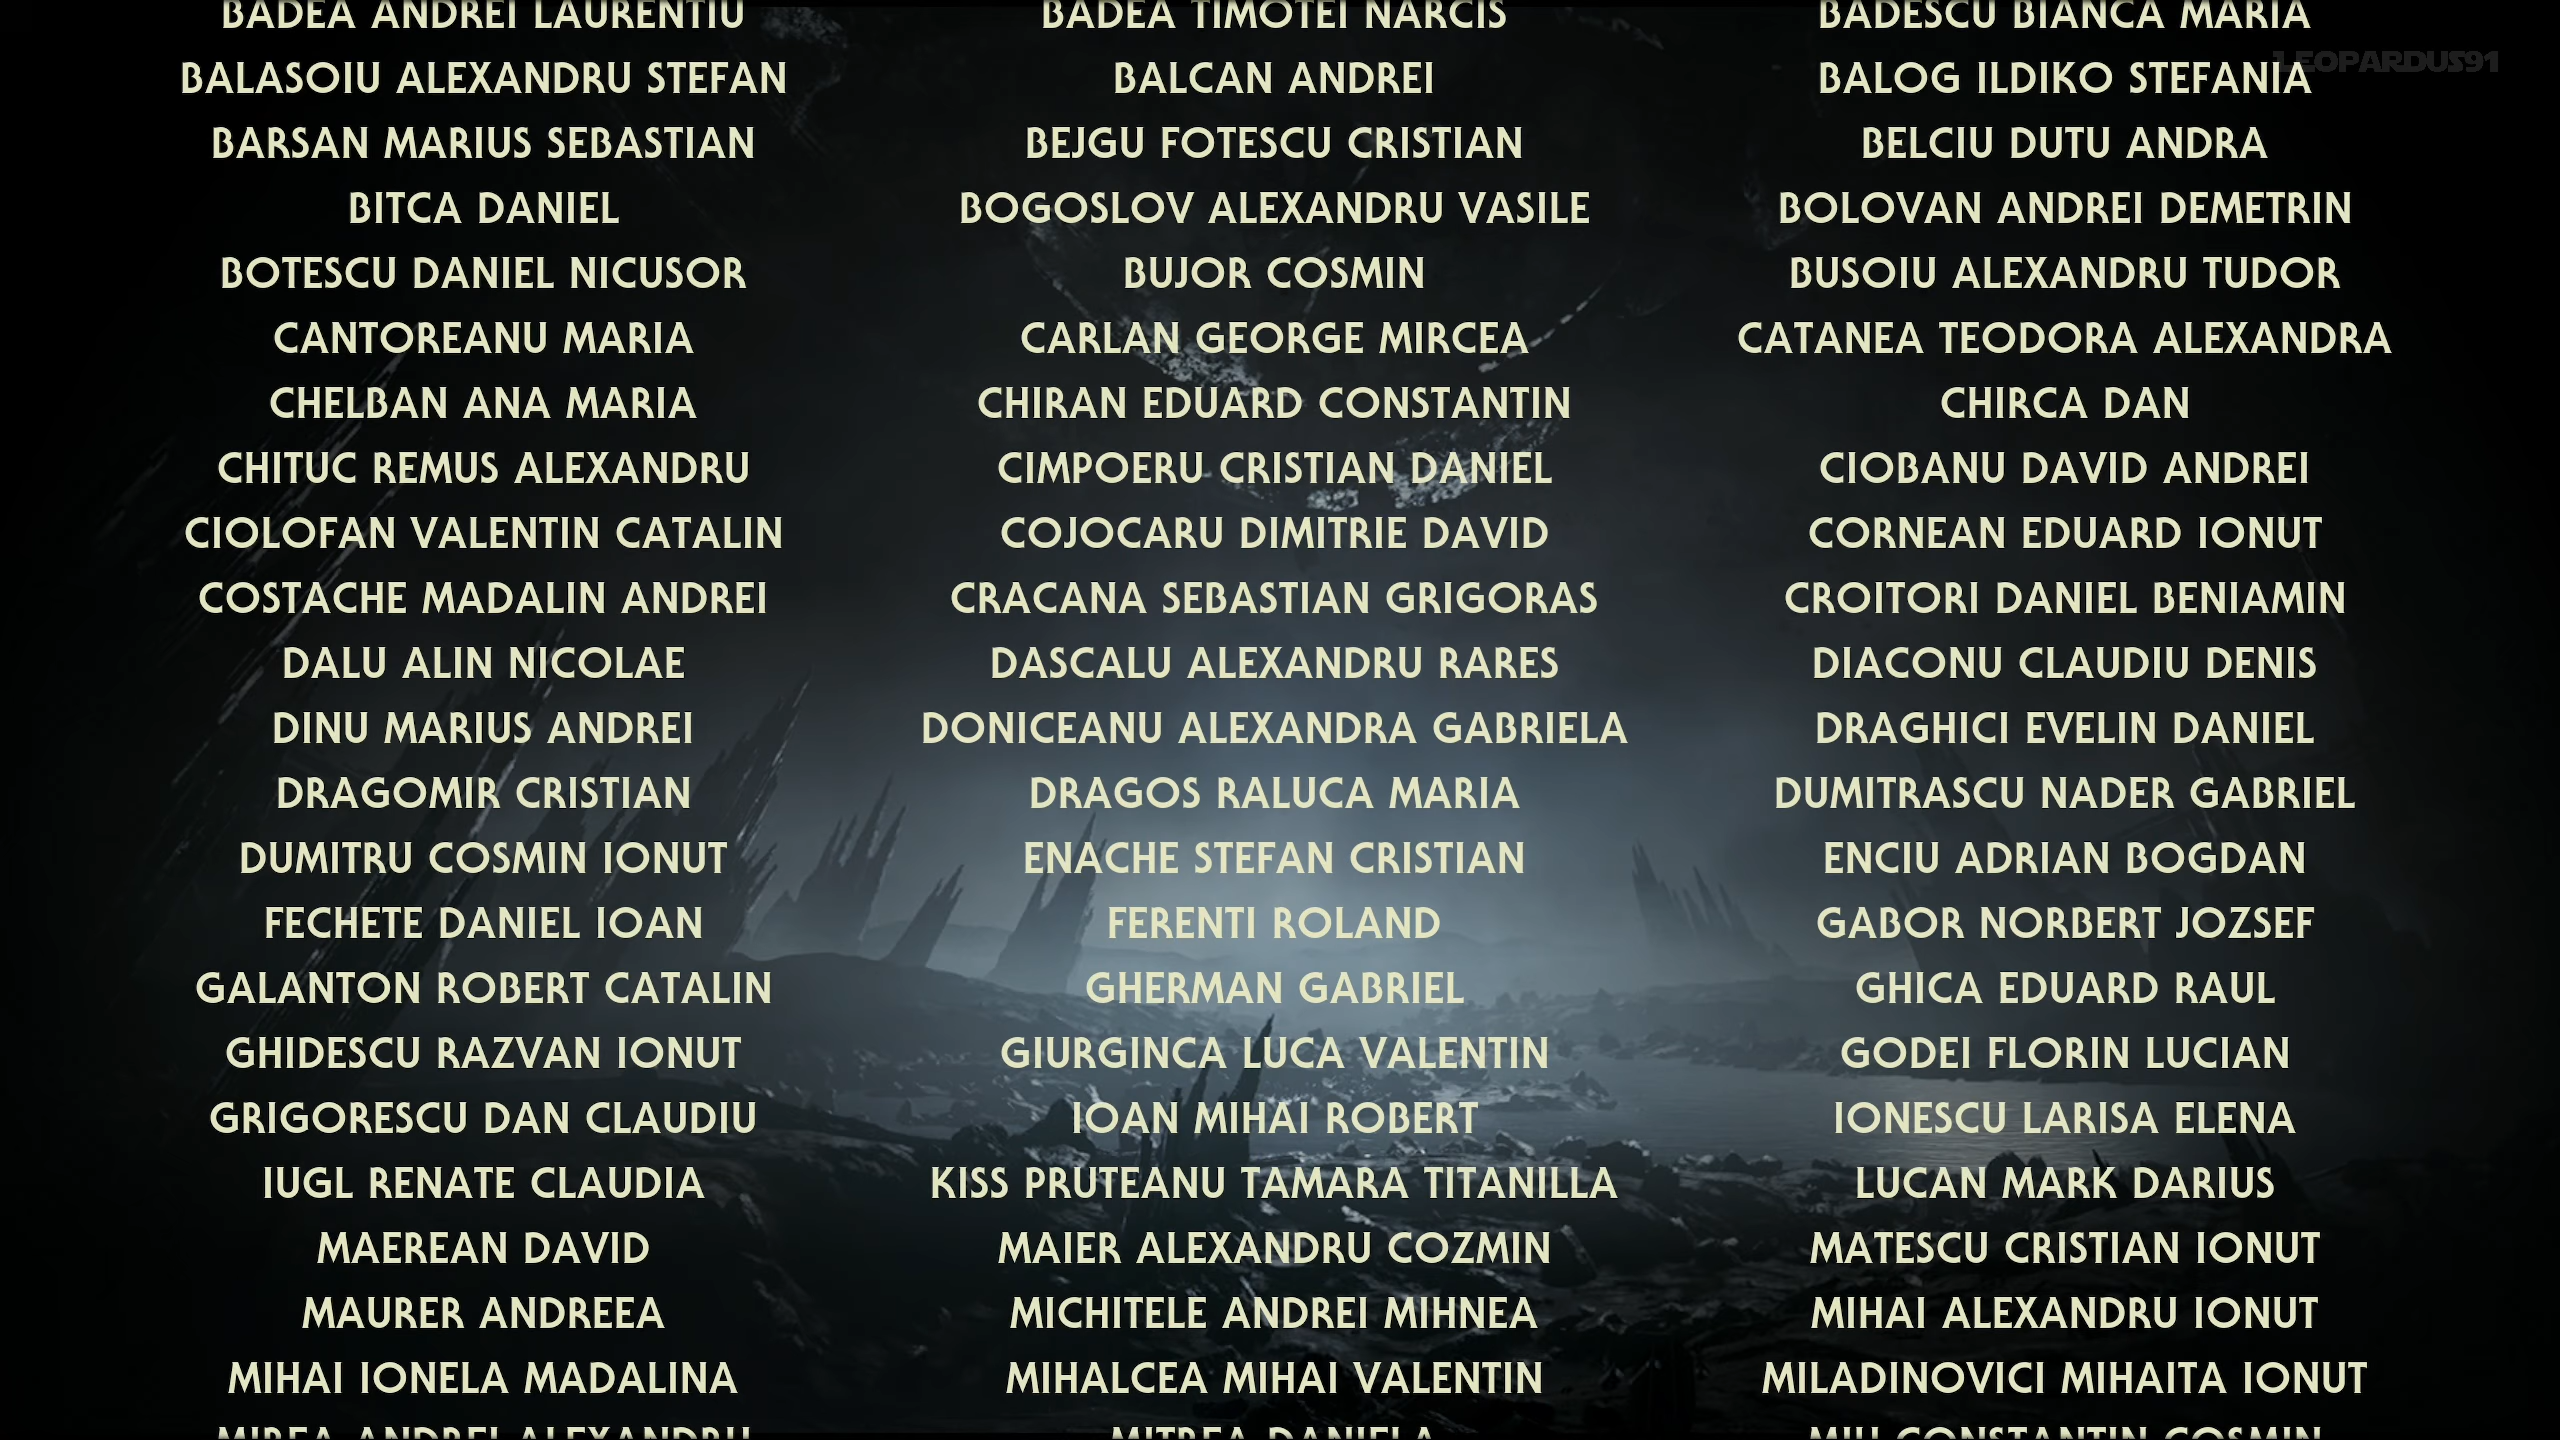 BADEA ANDREI LAURENTIU BADEA TIMOTEI NARCIS BADESCU BIANCA MARIA
LEOPARDUS91
BALASOIU ALEXANDRU STEFAN BALCAN ANDREI BALOG ILDIKO STEFANIA
BARSAN MARIUS SEBASTIAN BEJGU FOTESCU CRISTIAN BELCIU DUTU ANDRA
BITCA DANIEL BOGOSLOV ALEXANDRU VASILE BOLOVAN ANDREI DEMETRIN
BOTESCU DANIEL NICUSOR BUJOR COSMIN BUSOIU ALEXANDRU TUDOR
CANTOREANU MARIA CARLAN GEORGE MIRCEA CATANEA TEODORA ALEXANDRA
CHELBAN ANA MARIA CHIRAN EDUARD CONSTANTIN CHIRCA DAN
CHITUC REMUS ALEXANDRU CIMPOERU CRISTIAN DANIEL CIOBANU DAVID ANDREI
CIOLOFAN VALENTIN CATALIN COJOCARU DIMITRIE DAVID CORNEAN EDUARD IONUT
COSTACHE MADALIN ANDREI CRACANA SEBASTIAN GRIGORAS CROITORI DANIEL BENIAMIN
DALU ALIN NICOLAE DASCALU ALEXANDRU RARES DIACONU CLAUDIU DENIS
DINU MARIUS ANDREI DONICEANU ALEXANDRA GABRIELA DRAGHICI EVELIN DANIEL
DRAGOMIR CRISTIAN DRAGOS RALUCA MARIA DUMITRASCU NADER GABRIEL
DUMITRU COSMIN IONUT ENACHE STEFAN CRISTIAN ENCIU ADRIAN BOGDAN
FECHETE DANIEL IOAN FERENTI ROLAND GABOR NORBERT JOZSEF
GALANTON ROBERT CATALIN GHERMAN GABRIEL GHICA EDUARD RAUL
GHIDESCU RAZVAN IONUT GIURGINCA LUCA VALENTIN GODEI FLORIN LUCIAN
GRIGORESCU DAN CLAUDIU IOAN MIHAI ROBERT IONESCU LARISA ELENA
IUGL RENATE CLAUDIA KISS PRUTEANU TAMARA TITANILLA LUCAN MARK DARIUS
MAEREAN DAVID MAIER ALEXANDRU COZMIN MATESCU CRISTIAN IONUT
MAURER ANDREEA MICHITELE ANDREI MIHNEA MIHAI ALEXANDRU IONUT
MIHAI IONELA MADALINA MIHALCEA MIHAI VALENTIN MILADINOVICI MIHAITA IONUT
MIREA ANDREI ALEXANDRU MITREA DANIELA MIU CONSTANTIN COSMIN